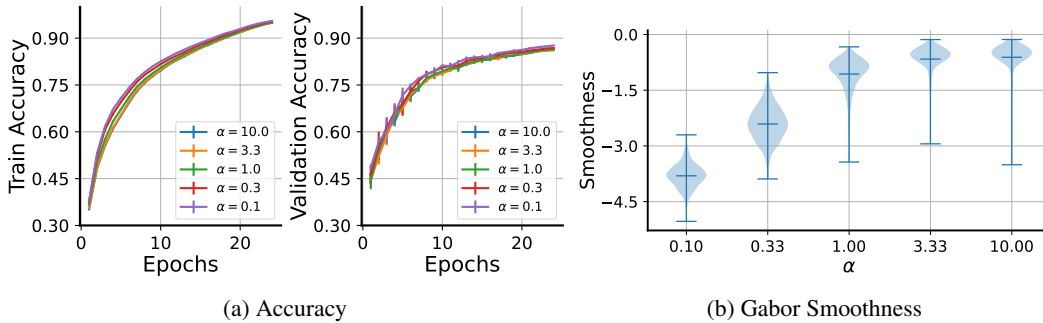 Train Accuracy
0.90
0.75
0.60
0.45
0.30
0
10
20
Epochs
α = 10.0
α = 3.3
α = 1.0
α = 0.3
α = 0.1
Validation Accuracy
0.90
0.75
0.60
0.45
0.30
0
10
20
Epochs
α = 10.0
α = 3.3
α = 1.0
α = 0.3
α = 0.1
(a) Accuracy
Smoothness
0.0
−1.5
−3.0
−4.5
0.10
0.33
1.00
3.33
10.00
α
(b) Gabor Smoothness